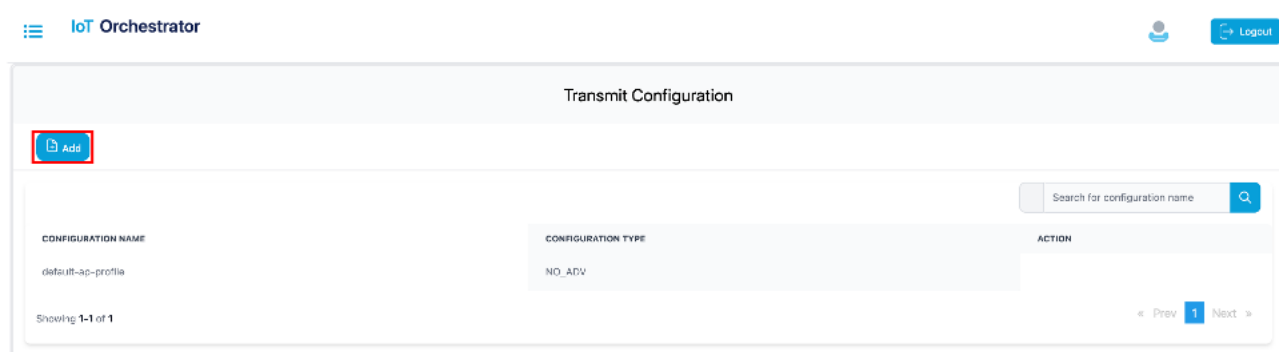 IoT Orchestrator
Logout
Transmit Configuration
Add
Search for configuration name
CONFIGURATION NAME CONFIGURATION TYPE ACTION
default-ap-profile NO_ADV
Showing 1-1 of 1
« Prev 1 Next »